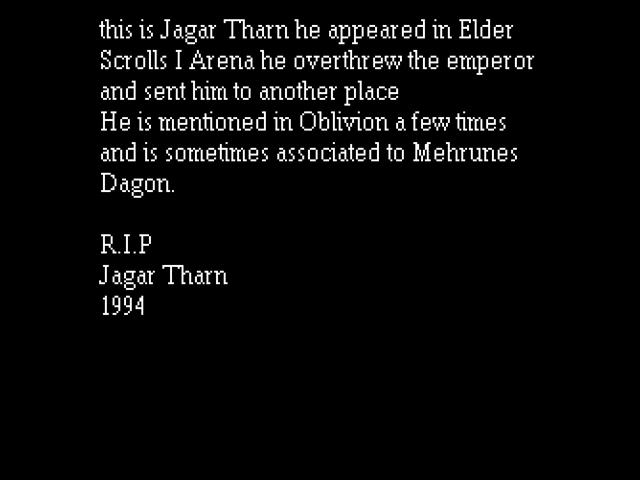 this is Jagar Tharn he appeared in Elder
Scrolls I Arena he overthrew the emperor
and sent him to another place
He is mentioned in Oblivion a few times
and is sometimes associated to Mehrunes
Dagon.
R.I.P
Jagar Tharn
1994